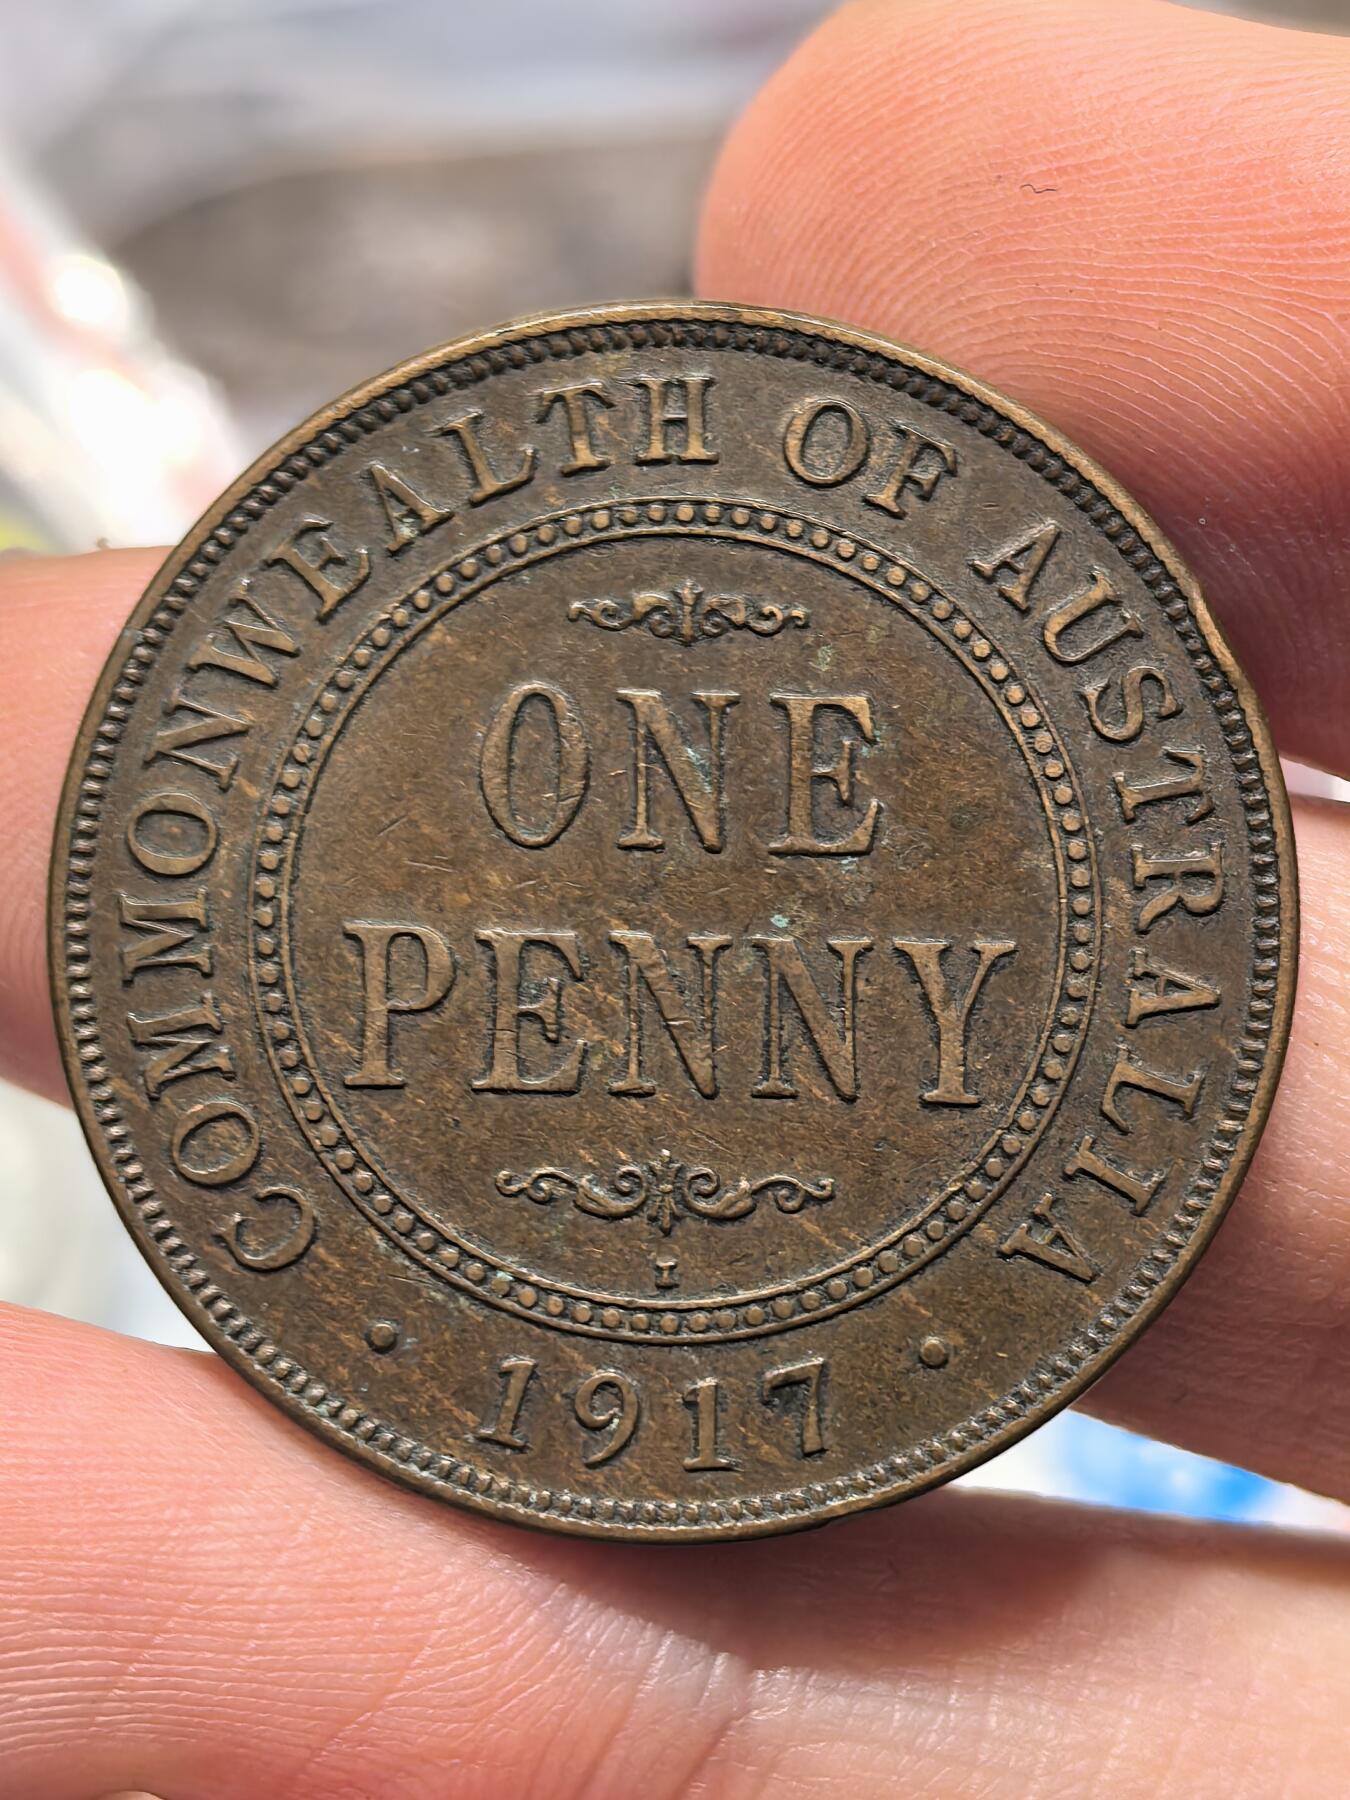 COMMONWEALTH OF AUSTRALIA
ONE
PENNY
I
· 1917 ·